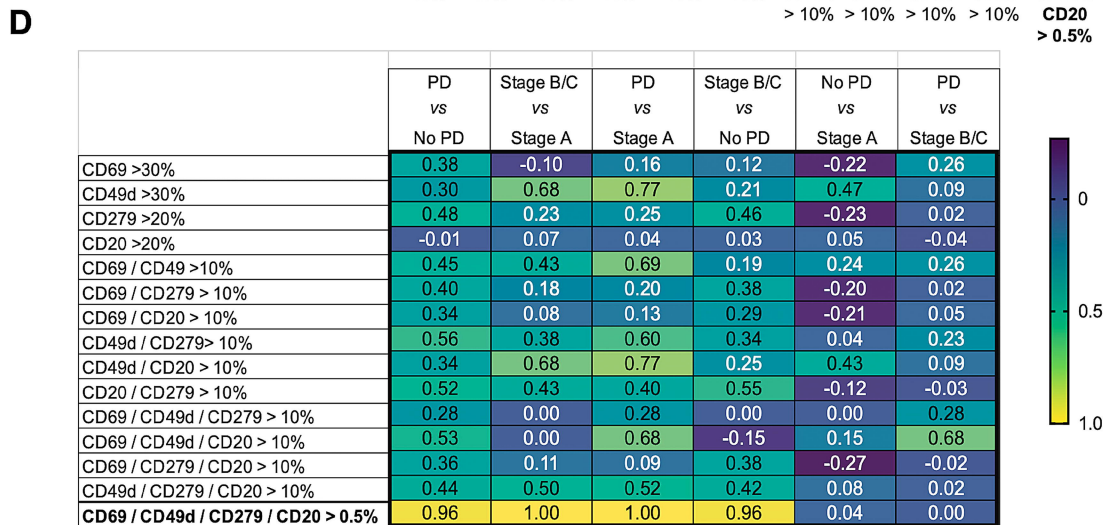 D
> 10% > 10% > 10% > 10% CD20
> 0.5%
PD Stage B/C PD Stage B/C No PD PD
vs vs vs vs vs vs
No PD Stage A Stage A No PD Stage A Stage B/C
CD69 >30% 0.38 -0.10 0.16 0.12 -0.22 0.26
CD49d >30% 0.30 0.68 0.77 0.21 0.47 0.09
CD279 >20% 0.48 0.23 0.25 0.46 -0.23 0.02
CD20 >20% -0.01 0.07 0.04 0.03 0.05 -0.04
CD69 / CD49 >10% 0.45 0.43 0.69 0.19 0.24 0.26
CD69 / CD279 > 10% 0.40 0.18 0.20 0.38 -0.20 0.02
CD69 / CD20 > 10% 0.34 0.08 0.13 0.29 -0.21 0.05
CD49d / CD279> 10% 0.56 0.38 0.60 0.34 0.04 0.23
CD49d / CD20 > 10% 0.34 0.68 0.77 0.25 0.43 0.09
CD20 / CD279 > 10% 0.52 0.43 0.40 0.55 -0.12 -0.03
CD69 / CD49d / CD279 > 10% 0.28 0.00 0.28 0.00 0.00 0.28
CD69 / CD49d / CD20 > 10% 0.53 0.00 0.68 -0.15 0.15 0.68
CD69 / CD279 / CD20 > 10% 0.36 0.11 0.09 0.38 -0.27 -0.02
CD49d / CD279 / CD20 > 10% 0.44 0.50 0.52 0.42 0.08 0.02
CD69 / CD49d / CD279 / CD20 > 0.5% 0.96 1.00 1.00 0.96 0.04 0.00
0
0.5
1.0